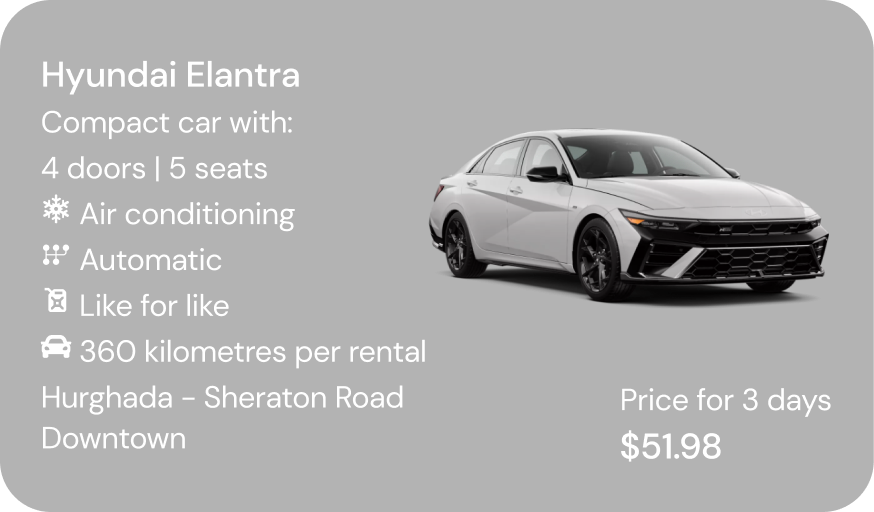 Hyundai Elantra
Compact car with:
4 doors | 5 seats
Air conditioning
Automatic
Like for like
360 kilometres per rental
Hurghada - Sheraton Road
Downtown
Price for 3 days
$51.98